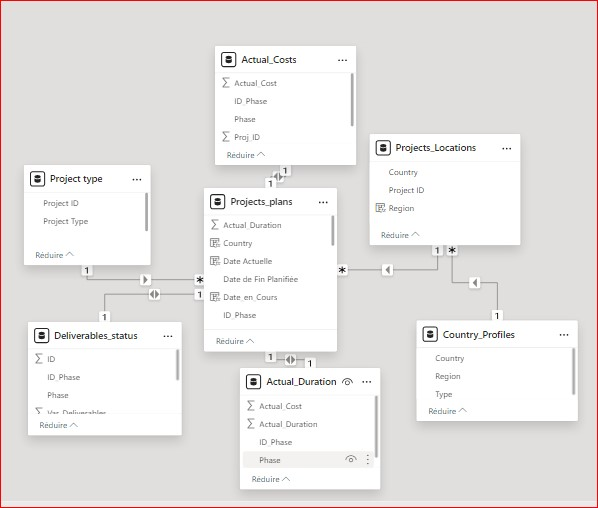 Actual_Costs
Actual_Cost
ID_Phase
Phase
Proj_ID
Réduire
Projects_Locations
Country
Project ID
Region
Réduire
Project type
Project ID
Project Type
Réduire
1
1
Projects_plans
Actual_Duration
Country
Date Actuelle
Date de Fin Planifiée
Date_en_Cours
ID_Phase
Réduire
1
*
1
*
1
*
1
1
Deliverables_status
ID
ID_Phase
Phase
Var_Deliverables
Réduire
Country_Profiles
Country
Region
Type
Réduire
1
1
Actual_Duration
Actual_Cost
Actual_Duration
ID_Phase
Phase
Réduire